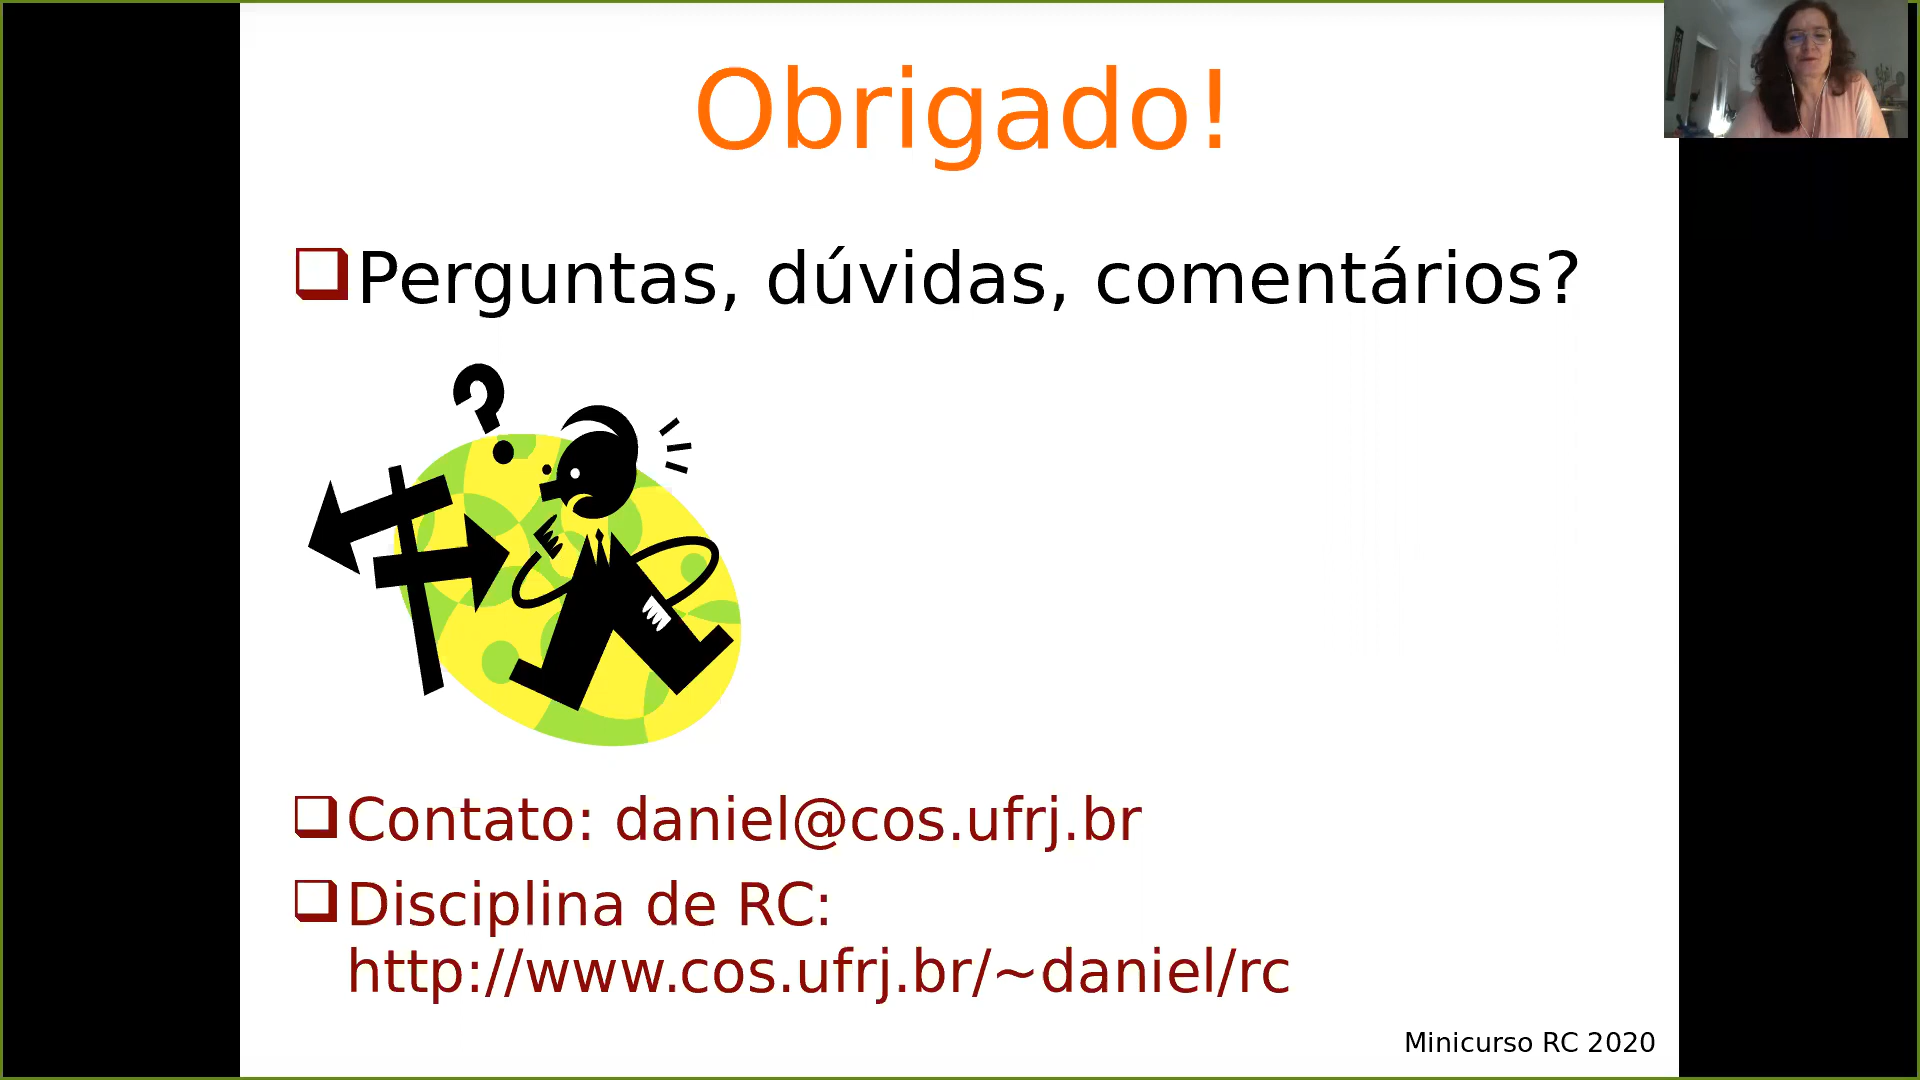 Obrigado!
Perguntas, dúvidas, comentários?
?
Contato: daniel@cos.ufrj.br
Disciplina de RC:
http://www.cos.ufrj.br/~daniel/rc
Minicurso RC 2020